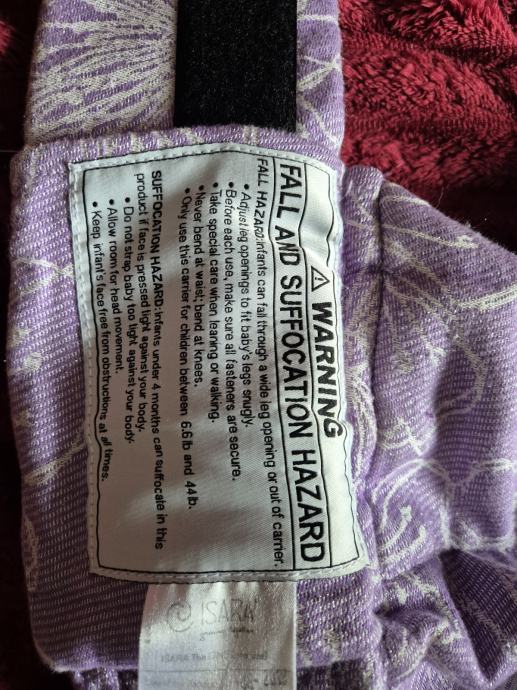 ⚠ WARNING
FALL AND SUFFOCATION HAZARD
FALL HAZARD:infants can fall through a wide leg opening or out of carrier.
• Adjust leg openings to fit baby's legs snugly.
• Before each use, make sure all fasteners are secure.
• Take special care when leaning or walking.
• Never bend at waist; bend at knees.
• Only use this carrier for children between 6.6lb and 44lb.
SUFFOCATION HAZARD:infants under 4 months can suffocate in this
product if face is pressed tight against your body.
• Do not strap baby too tight against your body.
• Allow room for head movement.
• Keep infant's face free from obstructions at all times.
ISARA
ISARA The ONE